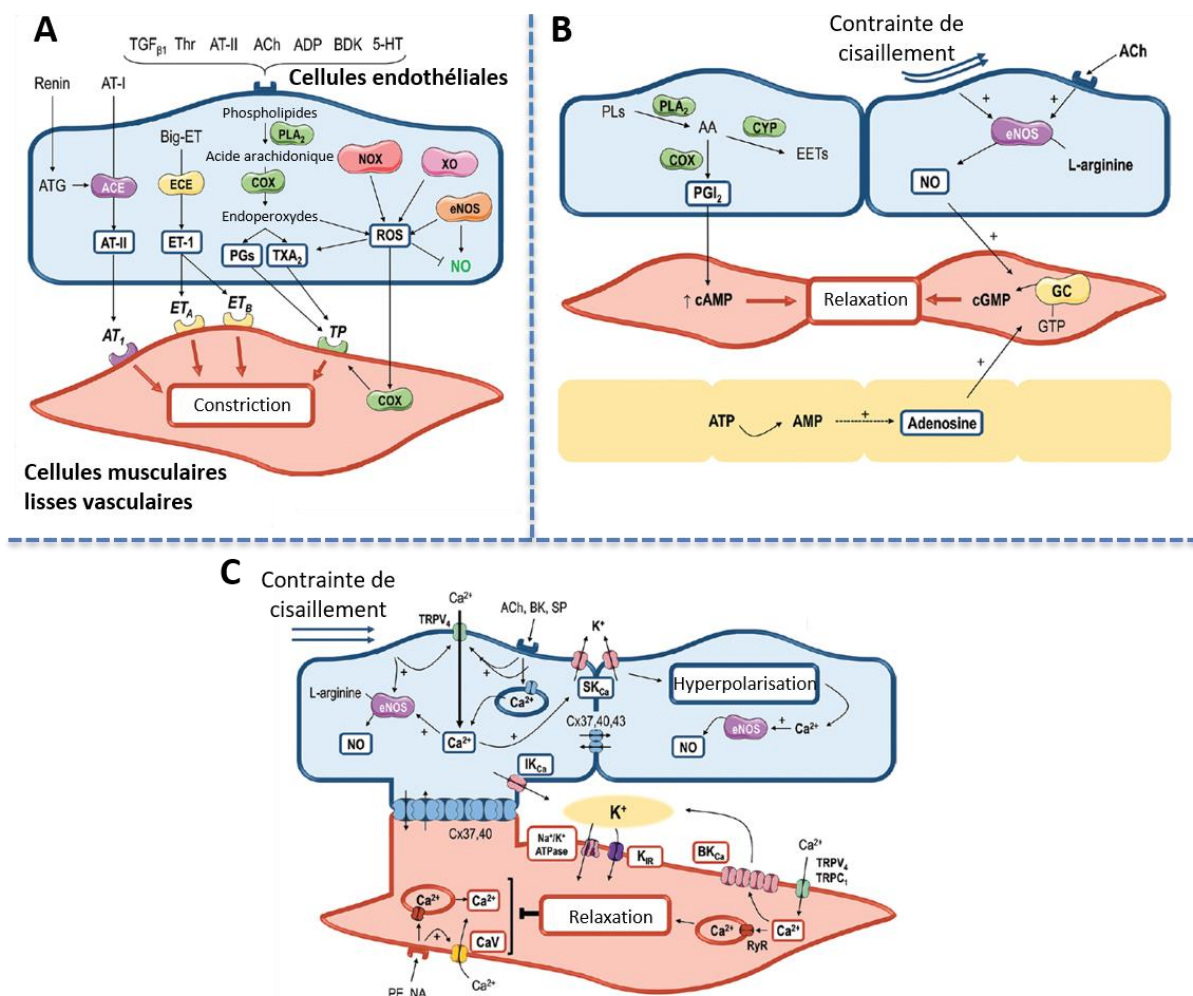 A
TGFβ1 Thr AT-II ACh ADP BDK 5-HT
Cellules endothéliales
Renin
AT-I
Phospholipides
PLA2
Big-ET
Acide arachidonique
NOX
XO
ATG
ACE
ECE
COX
eNOS
Endoperoxydes
AT-II
ET-1
PGs
TXA2
ROS
NO
AT1
ETA
ETB
TP
Constriction
COX
Cellules musculaires
lisses vasculaires
B
Contrainte de
cisaillement
ACh
PLs
PLA2
AA
CYP
COX
EETs
PGI2
eNOS
L-arginine
NO
+
+
+
↑ cAMP
Relaxation
cGMP
GC
GTP
+
ATP
AMP
+
Adenosine
C
Contrainte de
cisaillement
Ca2+
TRPV4
ACh, BK, SP
K+
+
+
L-arginine
eNOS
Ca2+
SKCa
Hyperpolarisation
NO
+
Ca2+
+
Cx37,40,43
NO
eNOS
+
Ca2+
IKCa
Cx37,40
K+
Na+/K+
ATPase
KIR
BKCa
Ca2+
TRPV4
TRPC1
Ca2+
Ca2+
Relaxation
Ca2+
RyR
Ca2+
+
CaV
Ca2+
PE, NA